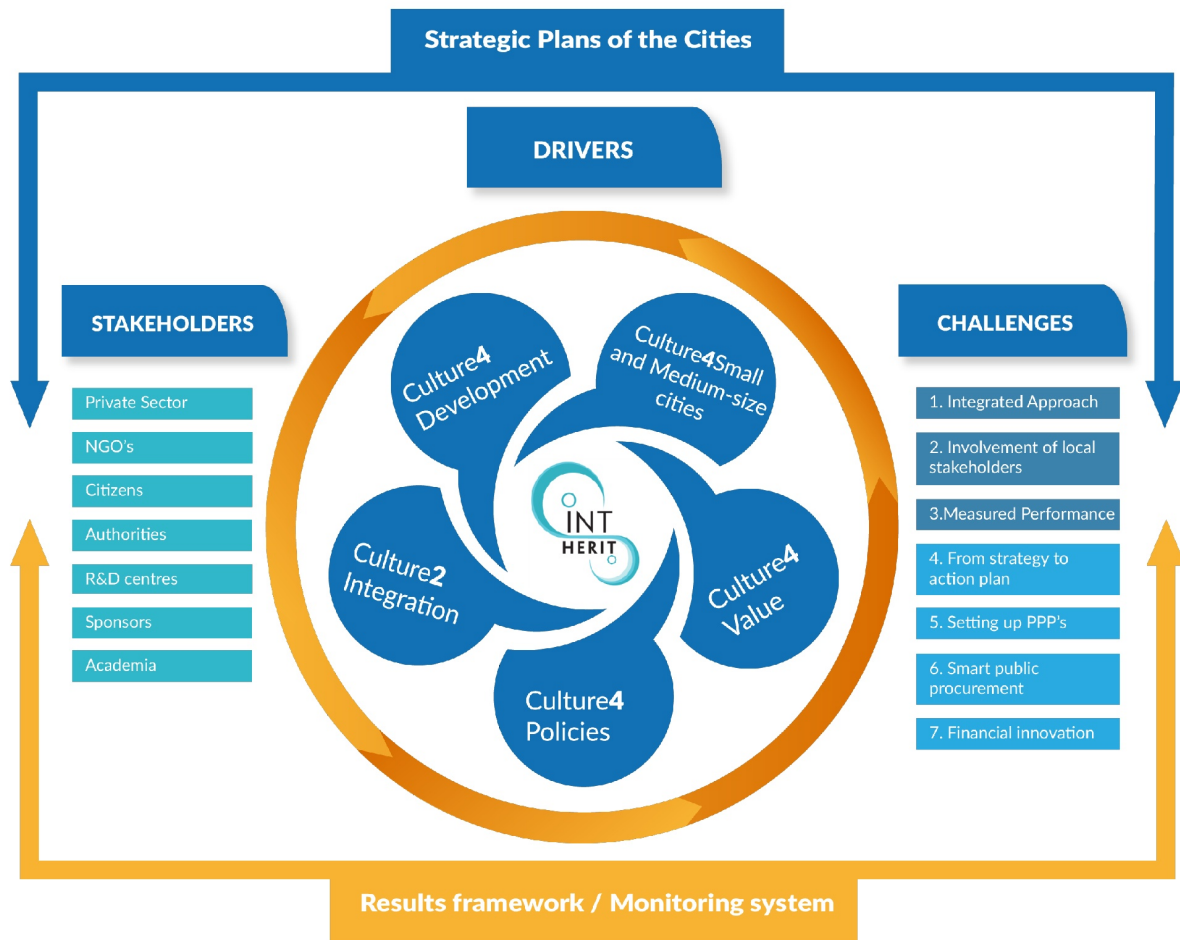 Strategic Plans of the Cities
DRIVERS
STAKEHOLDERS
Private Sector
NGO's
Citizens
Authorities
R&D centres
Sponsors
Academia
Culture4
Development
Culture4Small
and Medium-size
cities
Culture2
Integration
INT
HERIT
Culture4
Value
Culture4
Policies
CHALLENGES
1. Integrated Approach
2. Involvement of local
stakeholders
3.Measured Performance
4. From strategy to
action plan
5. Setting up PPP's
6. Smart public
procurement
7. Financial innovation
Results framework / Monitoring system